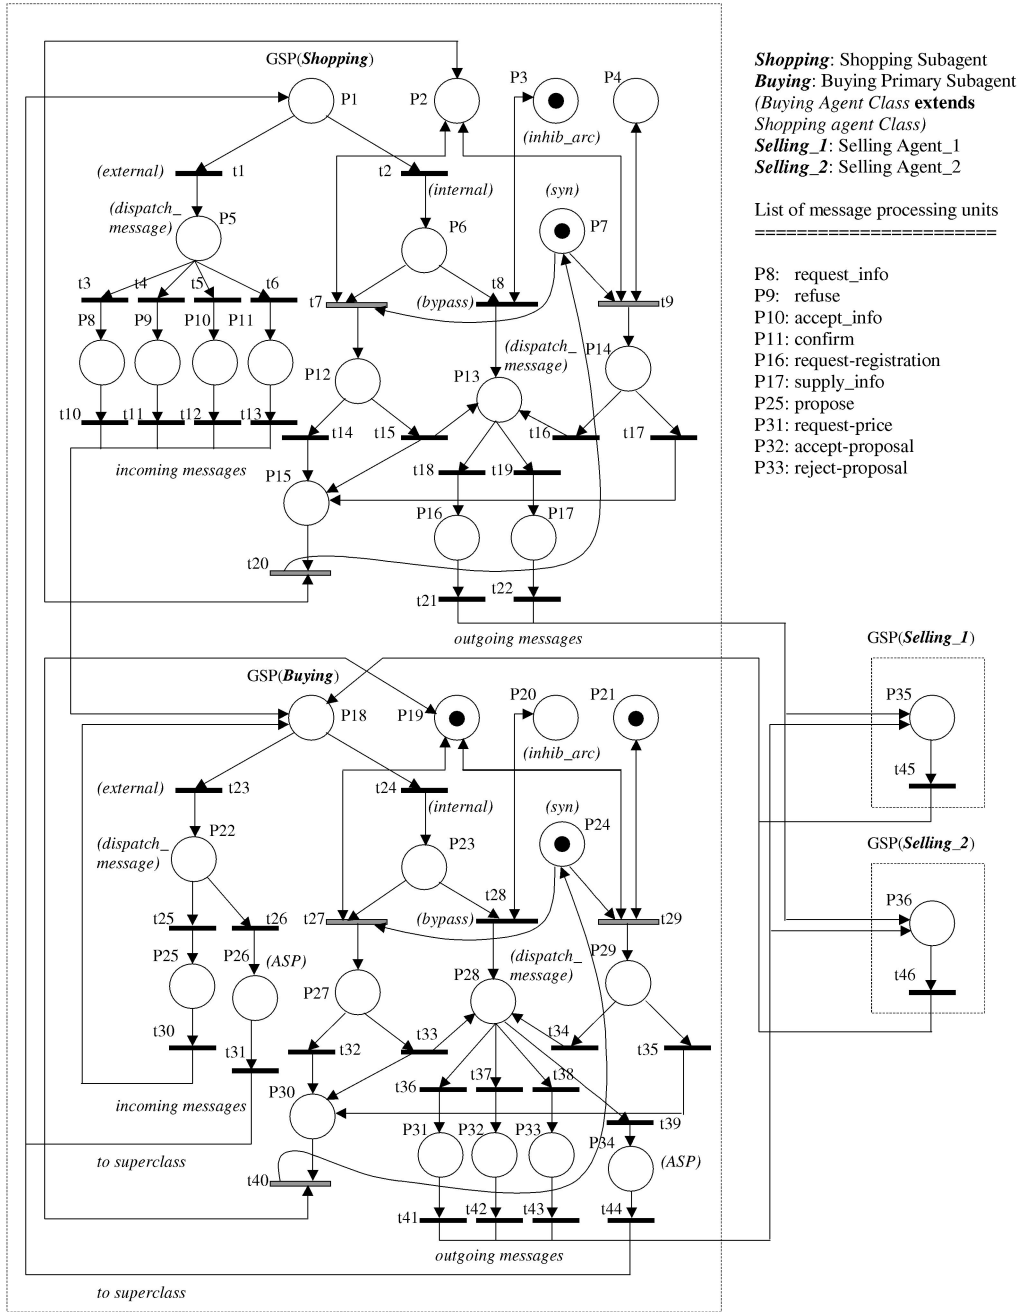 GSP(Shopping)
P1
P2
P3
P4
(inhib_arc)
(external)
t1
t2
(internal)
(syn)
(dispatch_
message)
P5
P6
P7
t3
t4
t5
t6
t7
(bypass)
t8
t9
P8
P9
P10
P11
(dispatch_
message)
P12
P13
P14
t10
t11
t12
t13
t14
t15
t16
t17
incoming messages
P15
t18
t19
P16
P17
t20
t21
t22
outgoing messages
Shopping: Shopping Subagent
Buying: Buying Primary Subagent
(Buying Agent Class extends
Shopping agent Class)
Selling_1: Selling Agent_1
Selling_2: Selling Agent_2
List of message processing units
=======================
P8: request_info
P9: refuse
P10: accept_info
P11: confirm
P16: request-registration
P17: supply_info
P25: propose
P31: request-price
P32: accept-proposal
P33: reject-proposal
GSP(Buying)
P18
P19
P20
P21
(inhib_arc)
(external)
t23
t24
(internal)
(syn)
P22
(dispatch_
message)
P23
P24
t25
t26
t27
(bypass)
t28
t29
P25
P26
(ASP)
P27
P28
(dispatch_
message)
P29
t30
t31
t32
t33
t34
t35
incoming messages
P30
t36
t37
t38
t39
P31
P32
P33
P34
(ASP)
to superclass
t40
t41
t42
t43
t44
outgoing messages
to superclass
GSP(Selling_1)
P35
t45
GSP(Selling_2)
P36
t46